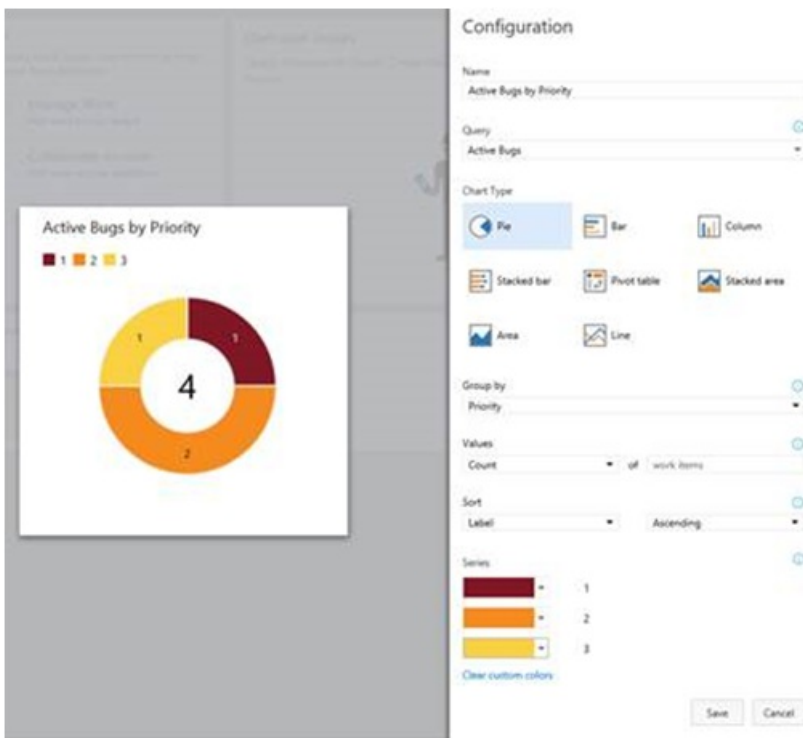 Configuration
Name
Active Bugs by Priority
Query
Active Bugs
Chart Type
Pie
Bar
Column
Stacked bar
Pivot table
Stacked area
Area
Line
Group by
Priority
Values
Count of work items
Sort
Label Ascending
Series
1
2
3
Clear custom colors
Save Cancel
Active Bugs by Priority
1 2 3
1
1
4
2